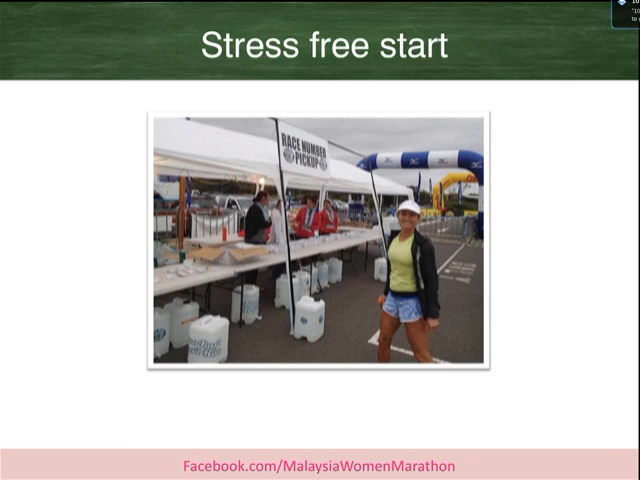 Stress free start
RACE NUMBER
PICKUP
Facebook.com/MalaysiaWomenMarathon